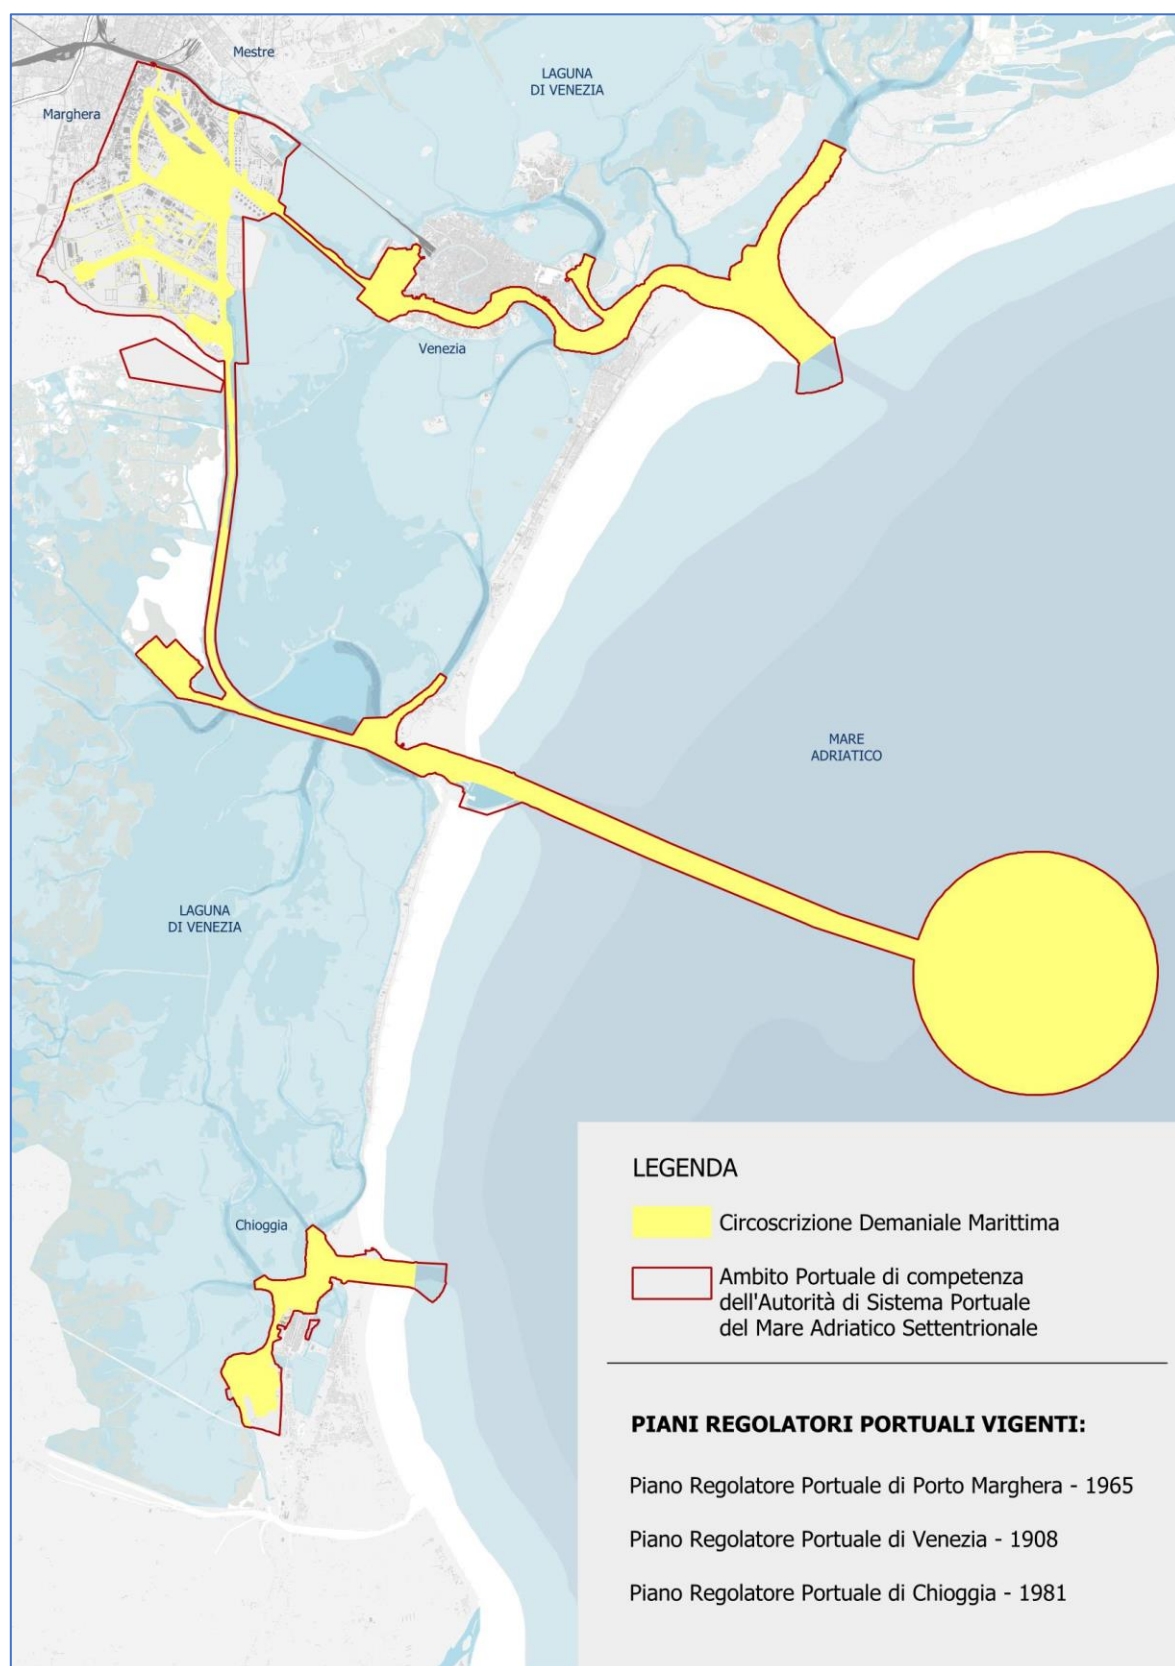 Mestre
LAGUNA
DI VENEZIA
Marghera
Venezia
MARE
ADRIATICO
LAGUNA
DI VENEZIA
Chioggia
LEGENDA
Circoscrizione Demaniale Marittima
Ambito Portuale di competenza
dell'Autorità di Sistema Portuale
del Mare Adriatico Settentrionale
PIANI REGOLATORI PORTUALI VIGENTI:
Piano Regolatore Portuale di Porto Marghera - 1965
Piano Regolatore Portuale di Venezia - 1908
Piano Regolatore Portuale di Chioggia - 1981